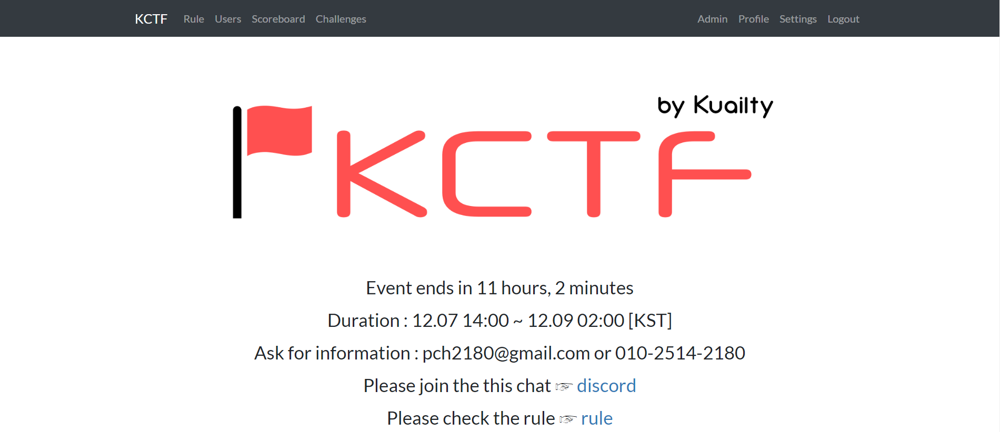 KCTF Rule Users Scoreboard Challenges Admin Profile Settings Logout
by Kuailty
KCTF
Event ends in 11 hours, 2 minutes
Duration : 12.07 14:00 ~ 12.09 02:00 [KST]
Ask for information : pch2180@gmail.com or 010-2514-2180
Please join the this chat ☞ discord
Please check the rule ☞ rule